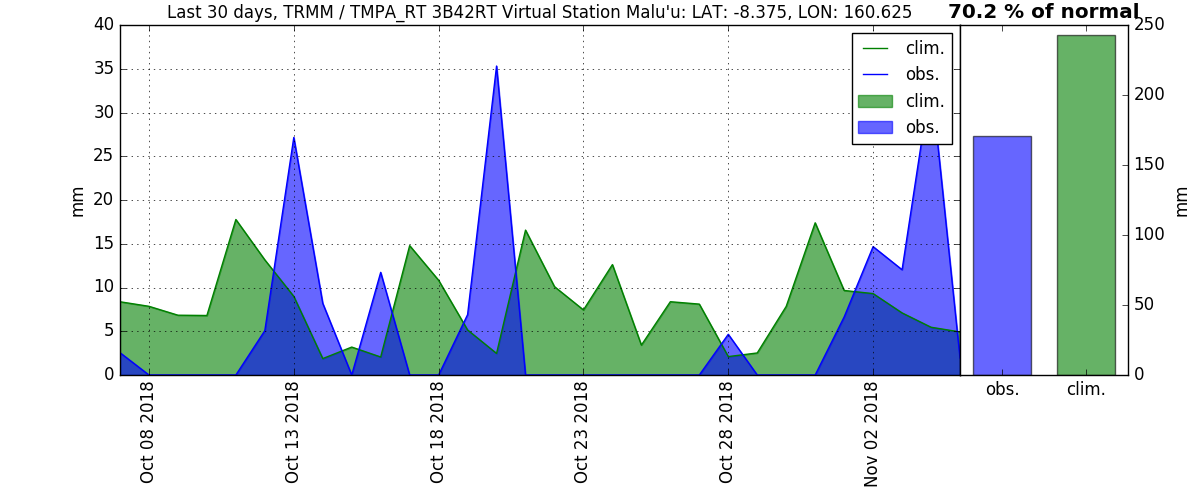 Last 30 days, TRMM / TMPA_RT 3B42RT Virtual Station Malu'u: LAT: -8.375, LON: 160.625
70.2 % of normal
40
35
30
25
20
15
10
5
0
mm
clim.
obs.
clim.
obs.
Oct 08 2018
Oct 13 2018
Oct 18 2018
Oct 23 2018
Oct 28 2018
Nov 02 2018
250
200
150
100
50
0
mm
obs.
clim.